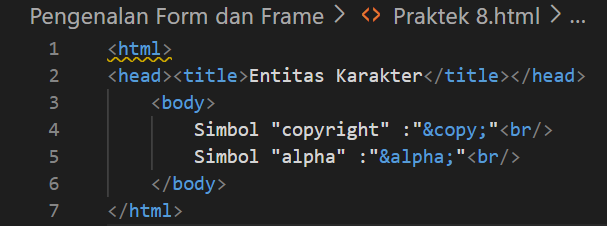 Pengenalan Form dan Frame > <> Praktek 8.html > ...
1 <html>
2 <head><title>Entitas Karakter</title></head>
3 <body>
4 Simbol "copyright" :"&copy;"<br/>
5 Simbol "alpha" :"&alpha;"<br/>
6 </body>
7 </html>